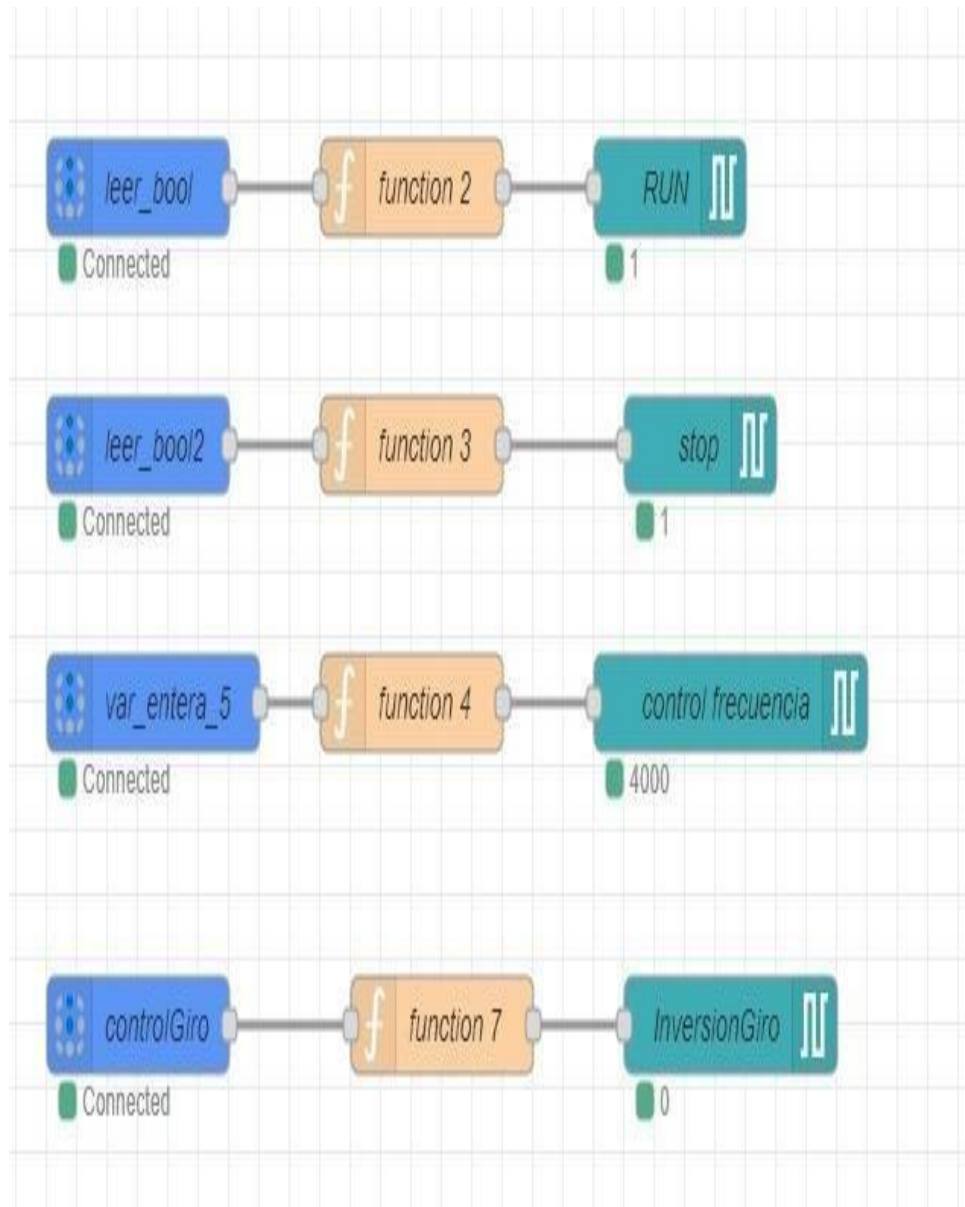 leer_bool function 2 RUN
Connected 1
leer_bool2 function 3 stop
Connected 1
var_entera_5 function 4 control frecuencia
Connected 4000
controlGiro function 7 InversionGiro
Connected 0